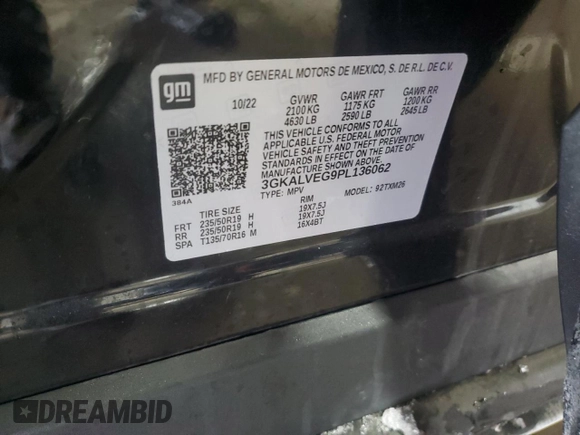 gm
MFD BY GENERAL MOTORS DE MEXICO, S. DE R.L. DE C.V.
10/22 GVWR GAWR FRT GAWR RR
2100 KG 1175 KG 1200 KG
4630 LB 2590 LB 2645 LB
THIS VEHICLE CONFORMS TO ALL
APPLICABLE U.S. FEDERAL MOTOR
VEHICLE SAFETY AND THEFT PREVENTION
STANDARDS IN EFFECT ON THE DATE OF
MANUFACTURE SHOWN ABOVE.
3GKALVEG9PL136062
384A
TYPE: MPV MODEL: 92TXM26
TIRE SIZE RIM
FRT 235/50R19 H 19X7.5J
RR 235/50R19 H 19X7.5J
SPA T135/70R16 M 16X4BT
DREAMBID